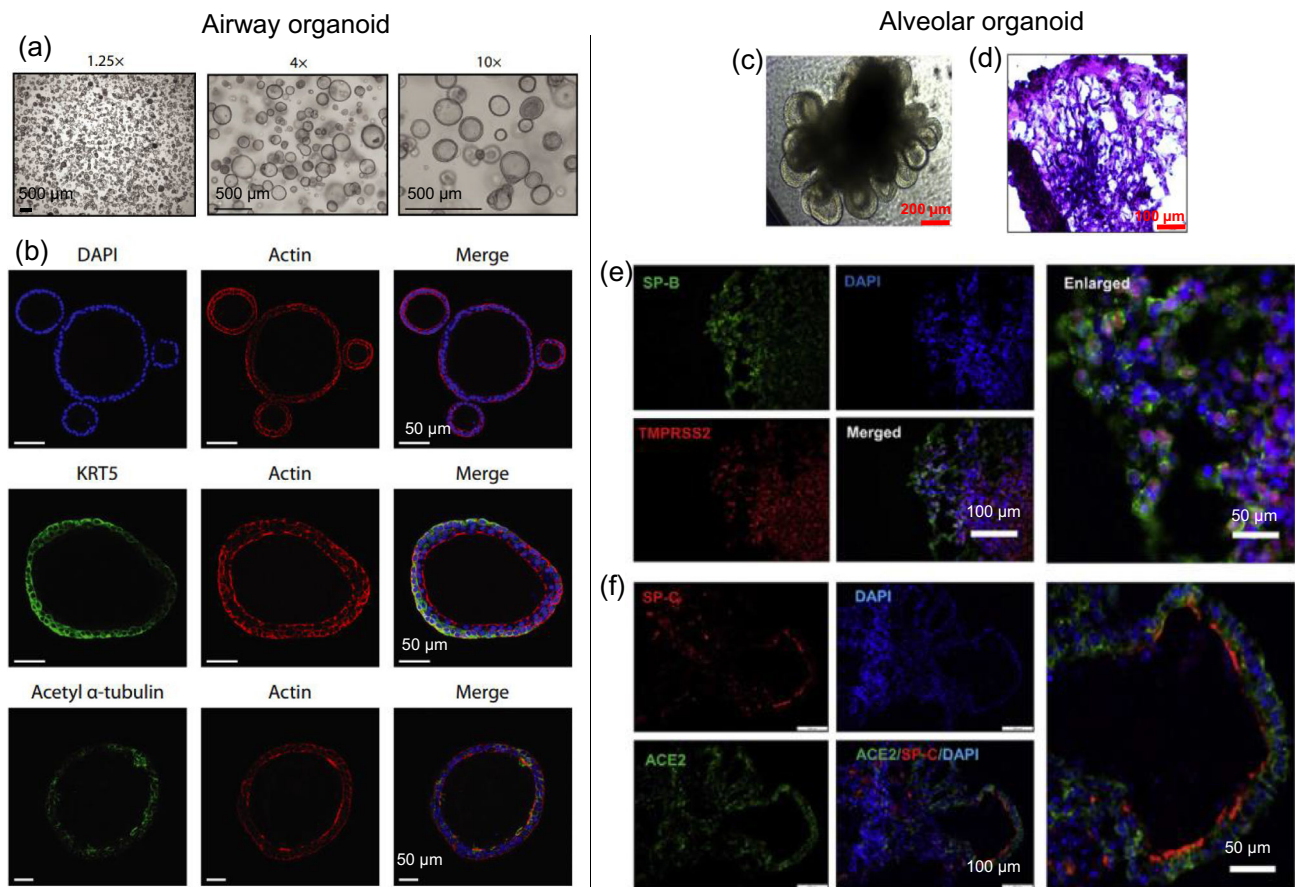 Airway organoid
Alveolar organoid
(a)
1.25×
4×
10×
500 µm
500 µm
500 µm
(b)
DAPI
Actin
Merge
50 µm
KRT5
Actin
Merge
50 µm
Acetyl α-tubulin
Actin
Merge
50 µm
(c)
200 µm
(d)
100 µm
(e)
SP-B
DAPI
Enlarged
TMPRSS2
Merged
100 µm
50 µm
(f)
SP-C
DAPI
ACE2
ACE2/SP-C/DAPI
100 µm
50 µm